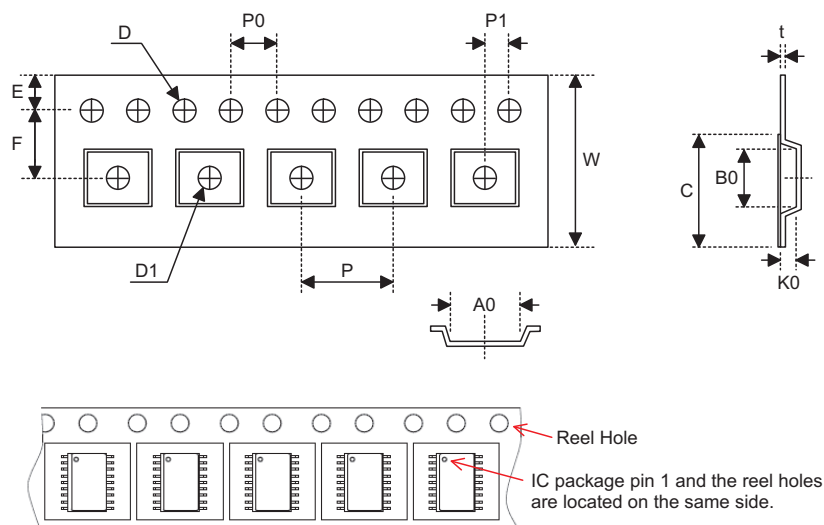 D
P0
P1
t
E
F
W
C
B0
D1
P
K0
A0
Reel Hole
IC package pin 1 and the reel holes
are located on the same side.